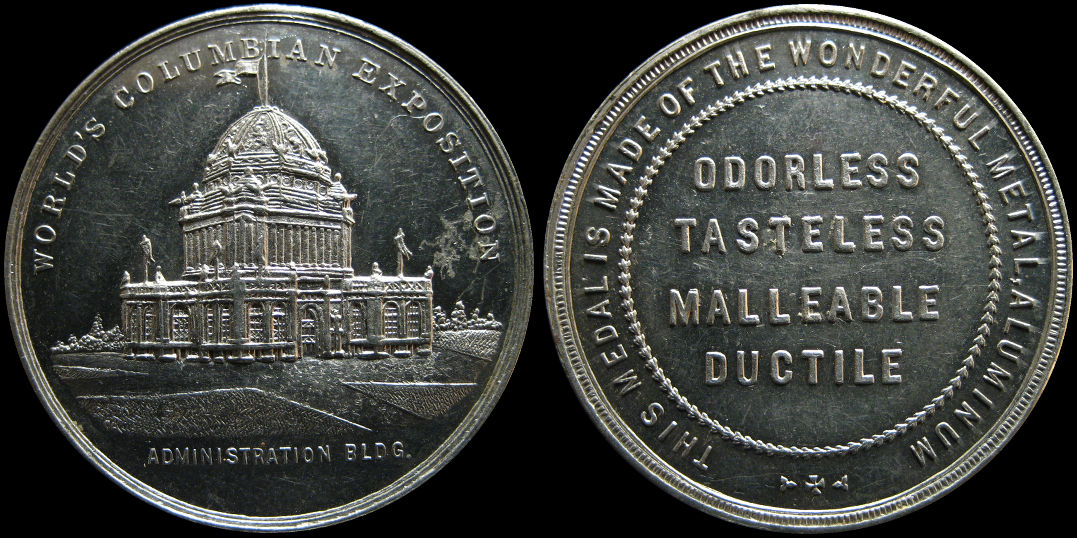 WORLD'S COLUMBIAN EXPOSITION
ADMINISTRATION BLDG.
THIS MEDAL IS MADE OF THE WONDERFUL METAL, ALUMINUM
ODORLESS
TASTELESS
MALLEABLE
DUCTILE